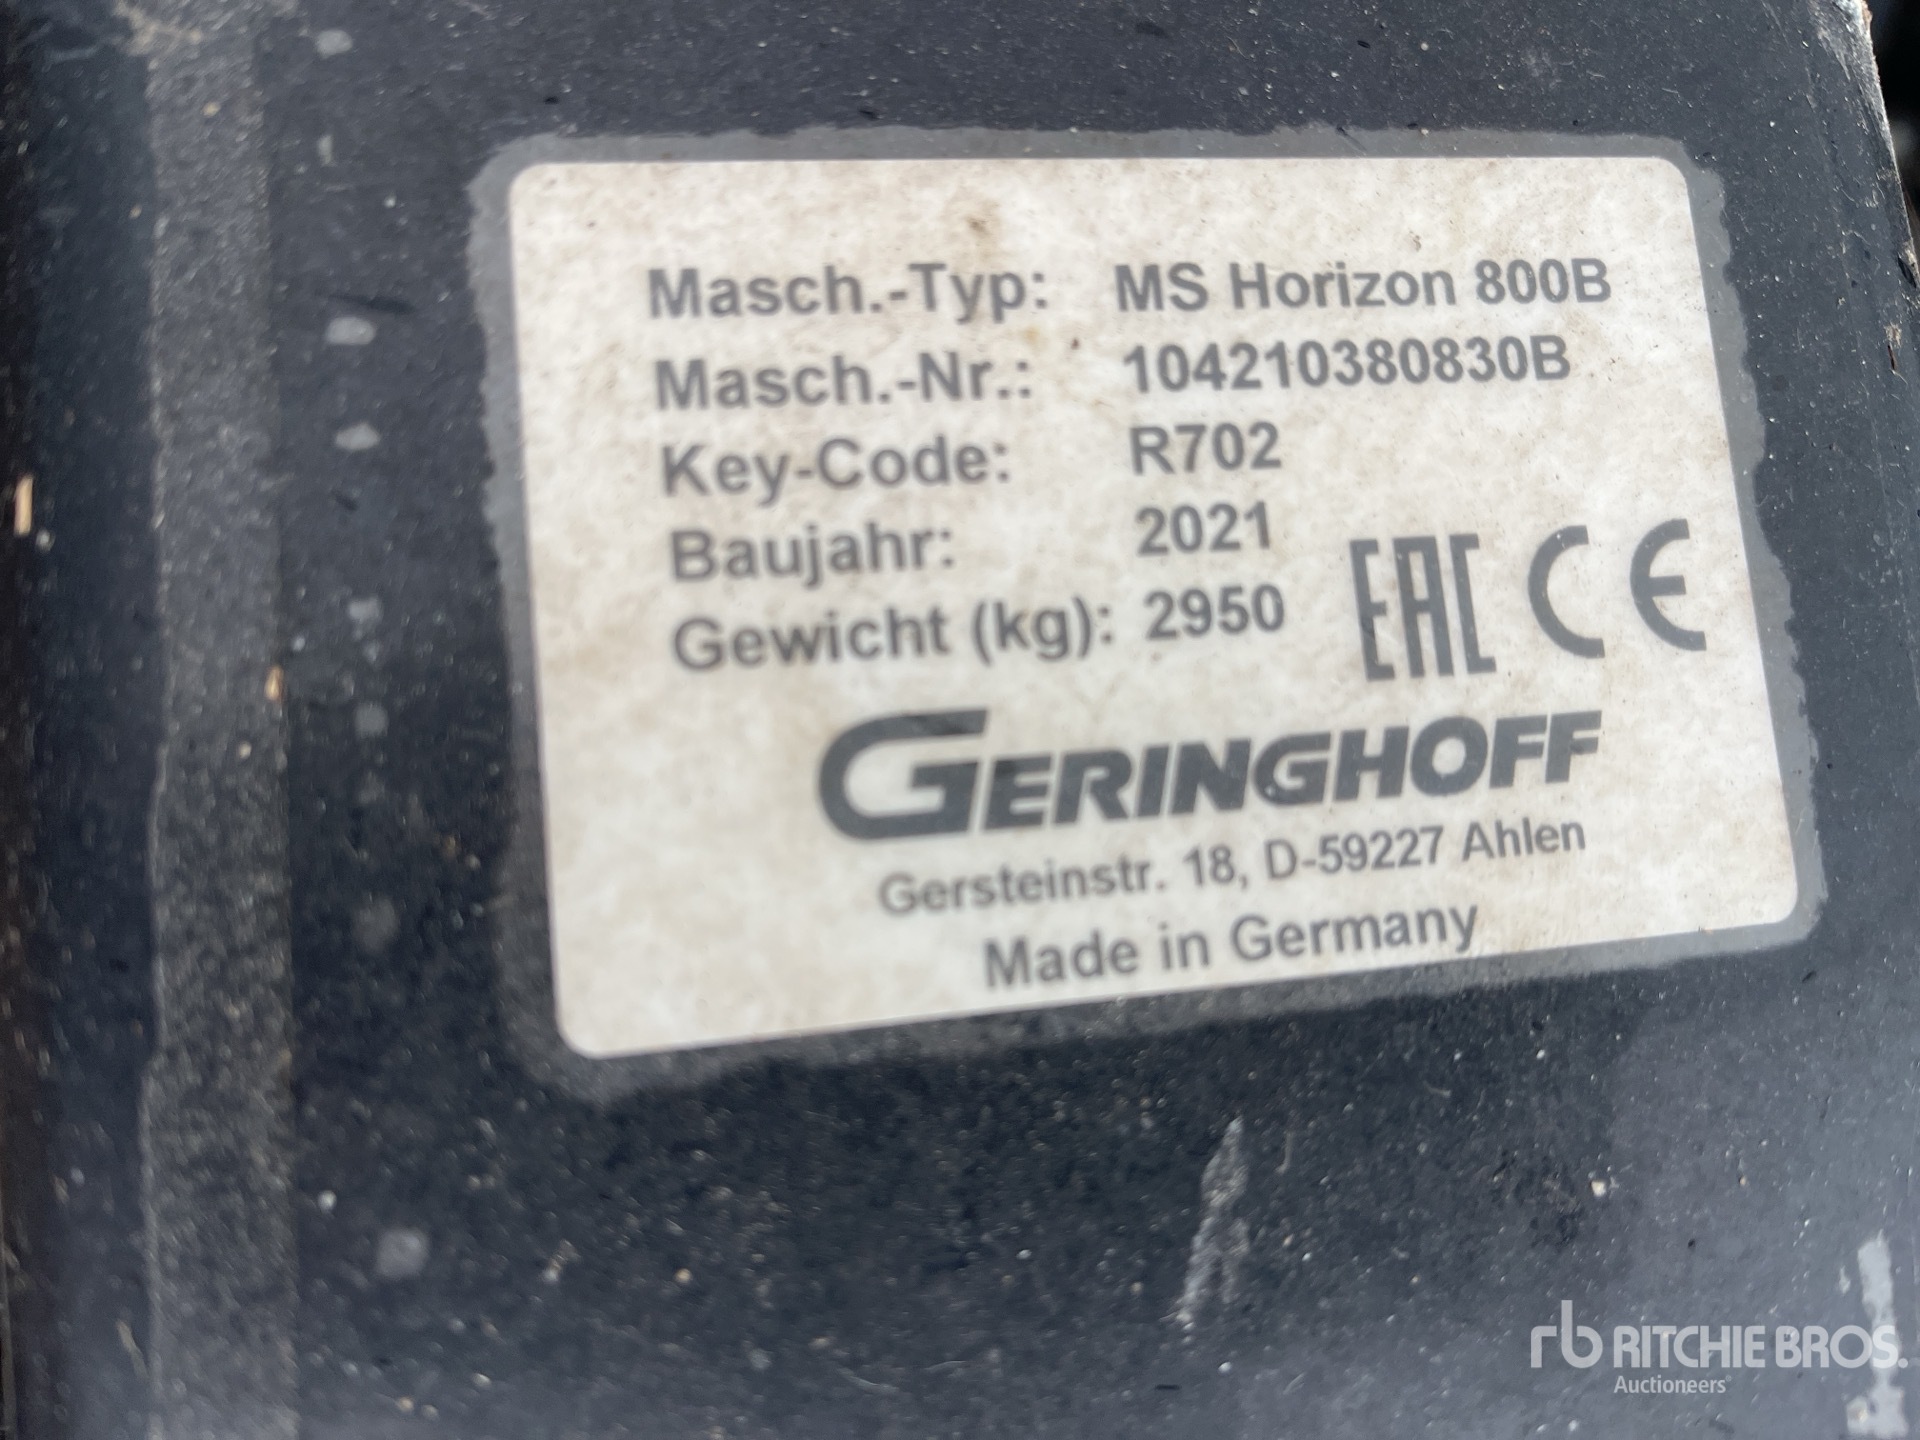 Masch.-Typ: MS Horizon 800B
Masch.-Nr.: 104210380830B
Key-Code: R702
Baujahr: 2021
Gewicht (kg): 2950 EAC CE
GERINGHOFF
Gersteinstr. 18, D-59227 Ahlen
Made in Germany
rb RITCHIE BROS.
Auctioneers